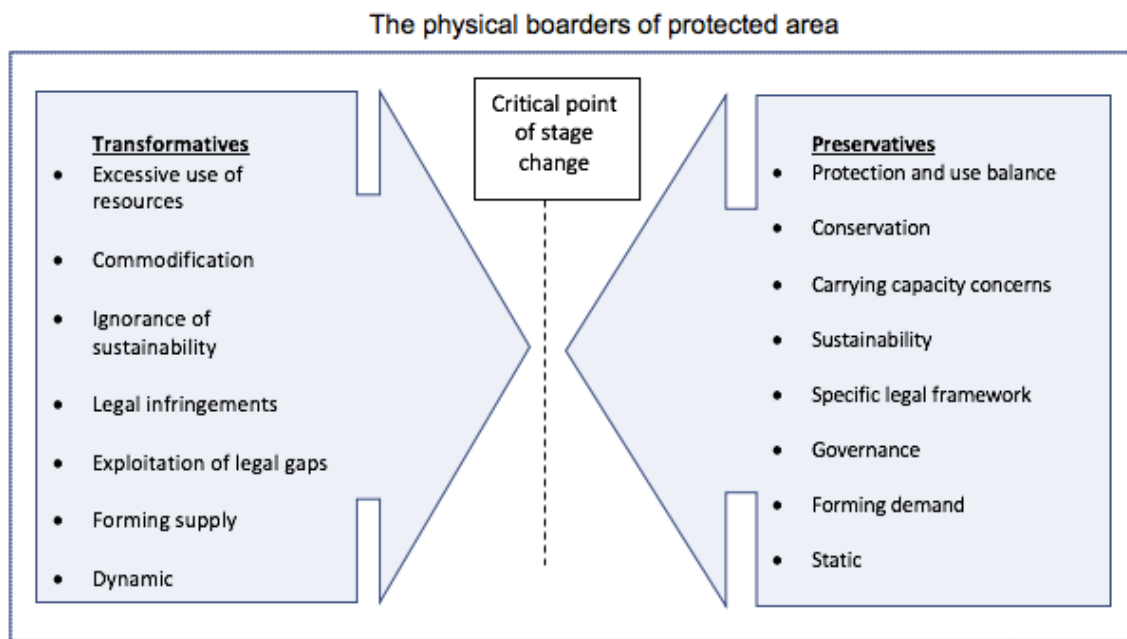 The physical boarders of protected area
Transformatives
• Excessive use of
resources
• Commodification
• Ignorance of
sustainability
• Legal infringements
• Exploitation of legal gaps
• Forming supply
• Dynamic
Critical point
of stage
change
Preservatives
• Protection and use balance
• Conservation
• Carrying capacity concerns
• Sustainability
• Specific legal framework
• Governance
• Forming demand
• Static